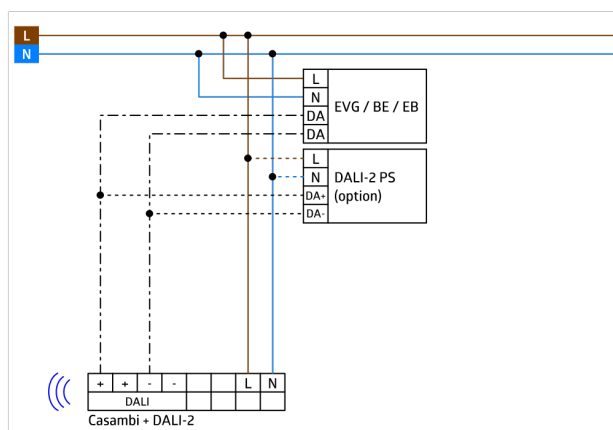 L
N
L
N
DA
DA
EVG / BE / EB
L
N
DA+
DA-
DALI-2 PS
(option)
+ + - - L N
DALI
Casambi + DALI-2